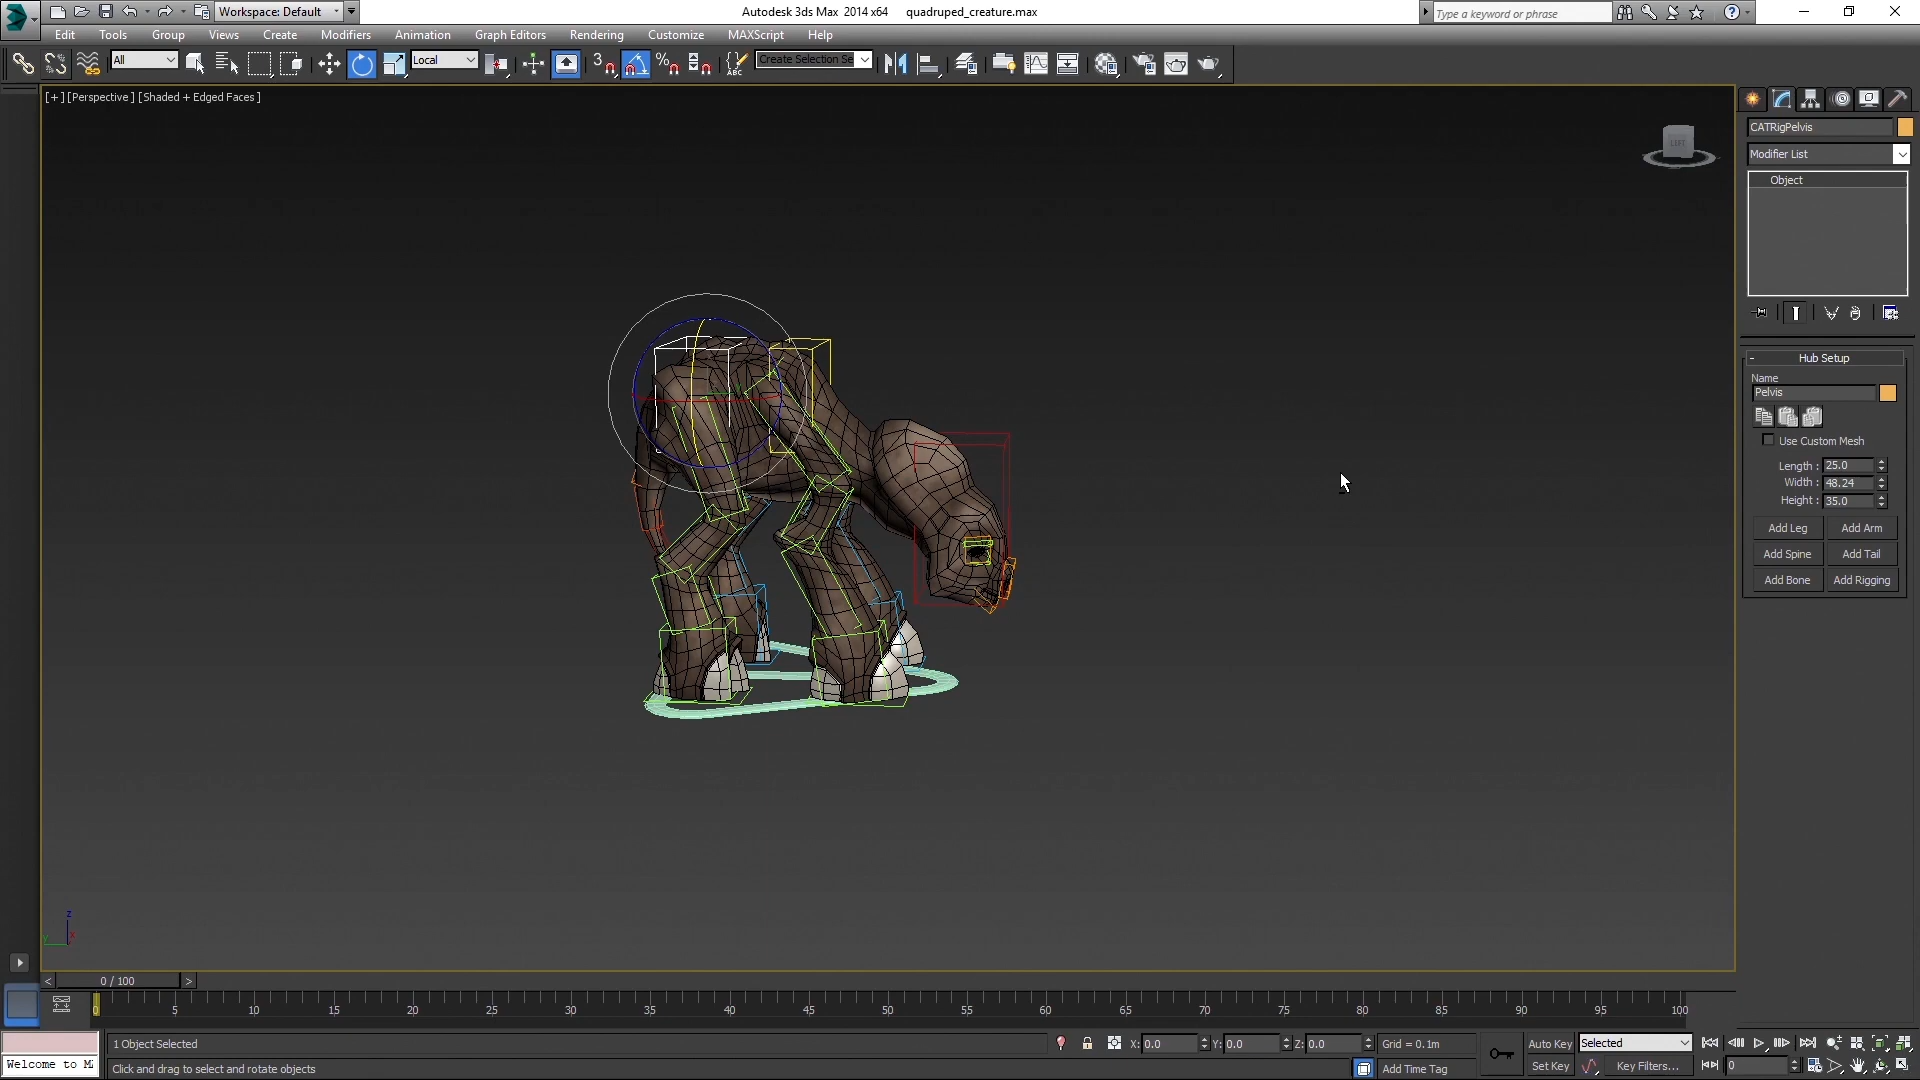 Workspace: Default
Autodesk 3ds Max 2014 x64 quadruped_creature.max
Type a keyword or phrase
Edit Tools Group Views Create Modifiers Animation Graph Editors Rendering Customize MAXScript Help
All Local 3 % ABC Create Selection Se
[+] [Perspective] [Shaded + Edged Faces]
LEFT
CATRigPelvis
Modifier List
Object
- Hub Setup
Name
Pelvis
Use Custom Mesh
Length : 25.0
Width : 48.24
Height : 35.0
Add Leg Add Arm
Add Spine Add Tail
Add Bone Add Rigging
z
y x
< 0 / 100 >
0 5 10 15 20 25 30 35 40 45 50 55 60 65 70 75 80 85 90 95 100
1 Object Selected X: 0.0 Y: 0.0 Z: 0.0 Grid = 0.1m Auto Key Selected
Welcome to M Click and drag to select and rotate objects Add Time Tag Set Key Key Filters... 0